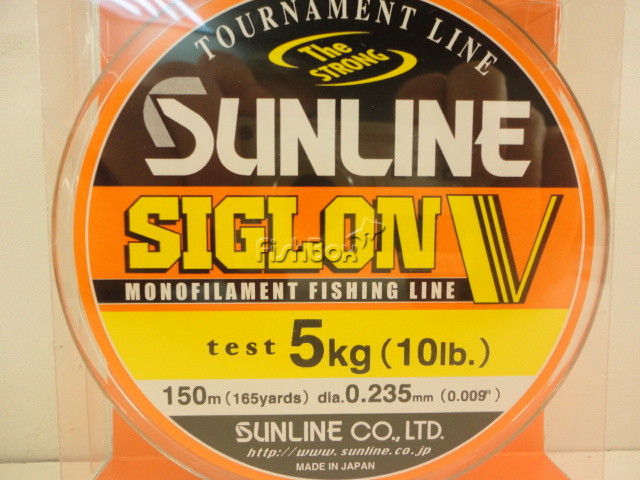 TOURNAMENT LINE
The
STRONG
SUNLINE
SIGLON V
FishBox
MONOFILAMENT FISHING LINE
test 5kg (10lb.)
150m (165yards) dia.0.235mm (0.009")
SUNLINE CO., LTD.
http://www.sunline.co.jp
MADE IN JAPAN